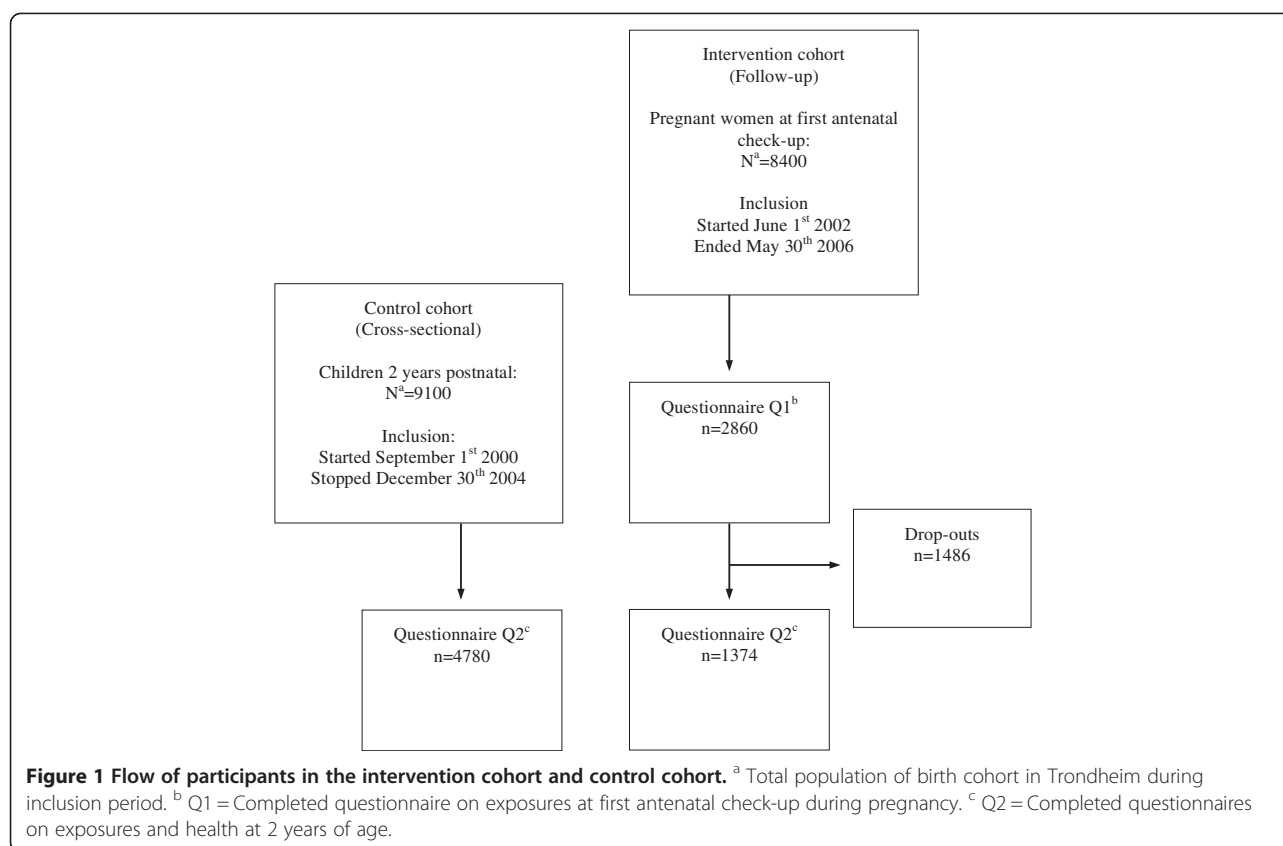 Intervention cohort
(Follow-up)
Pregnant women at first antenatal
check-up:
Nᵃ=8400
Inclusion
Started June 1ˢᵗ 2002
Ended May 30ᵗʰ 2006
Control cohort
(Cross-sectional)
Children 2 years postnatal:
Nᵃ=9100
Inclusion:
Started September 1ˢᵗ 2000
Stopped December 30ᵗʰ 2004
Questionnaire Q1ᵇ
n=2860
Drop-outs
n=1486
Questionnaire Q2ᶜ
n=4780
Questionnaire Q2ᶜ
n=1374
Figure 1 Flow of participants in the intervention cohort and control cohort. ᵃ Total population of birth cohort in Trondheim during
inclusion period. ᵇ Q1 = Completed questionnaire on exposures at first antenatal check-up during pregnancy. ᶜ Q2 = Completed questionnaires
on exposures and health at 2 years of age.